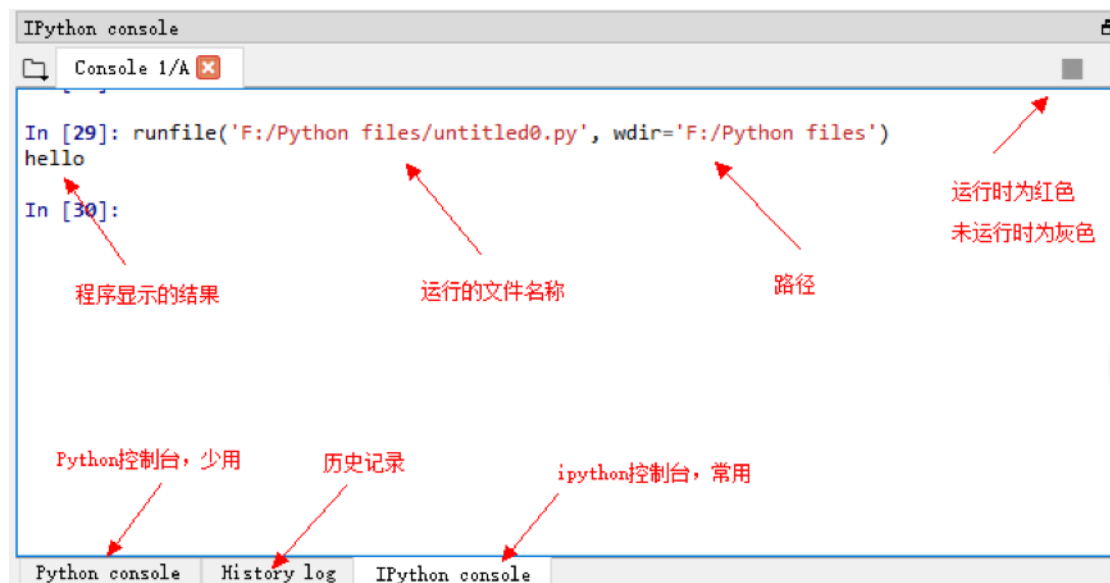 IPython console
Console 1/A
In [29]: runfile('F:/Python files/untitled0.py', wdir='F:/Python files')
hello
运行时为红色
In [30]:
未运行时为灰色
程序显示的结果
运行的文件名称
路径
Python控制台，少用
历史记录
ipython控制台，常用
Python console
History log
IPython console